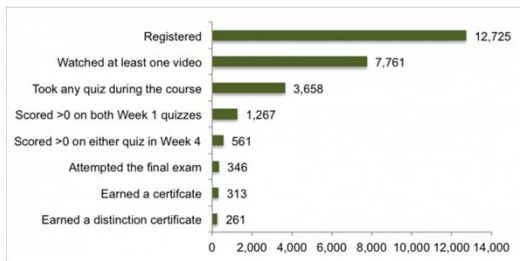 Registered 12,725
Watched at least one video 7,761
Took any quiz during the course 3,658
Scored >0 on both Week 1 quizzes 1,267
Scored >0 on either quiz in Week 4 561
Attempted the final exam 346
Earned a certifcate 313
Earned a distinction certificate 261
0 2,000 4,000 6,000 8,000 10,000 12,000 14,000